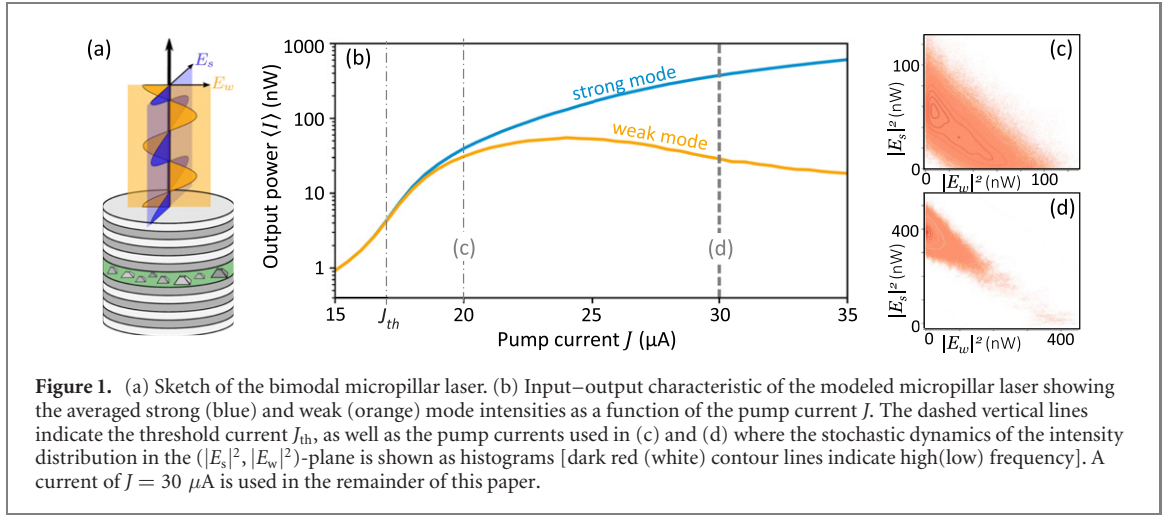 (a)
E_s
E_w
(b)
1000
100
10
1
Output power ⟨I⟩ (nW)
strong mode
weak mode
(c)
(d)
15
J_th
20
25
30
35
Pump current J (μA)
(c)
100
0
|E_s|² (nW)
0
100
|E_w|² (nW)
(d)
400
0
|E_s|² (nW)
0
400
|E_w|² (nW)
Figure 1. (a) Sketch of the bimodal micropillar laser. (b) Input–output characteristic of the modeled micropillar laser showing
the averaged strong (blue) and weak (orange) mode intensities as a function of the pump current J. The dashed vertical lines
indicate the threshold current J_th, as well as the pump currents used in (c) and (d) where the stochastic dynamics of the intensity
distribution in the (|E_s|², |E_w|²)-plane is shown as histograms [dark red (white) contour lines indicate high(low) frequency]. A
current of J = 30 μA is used in the remainder of this paper.